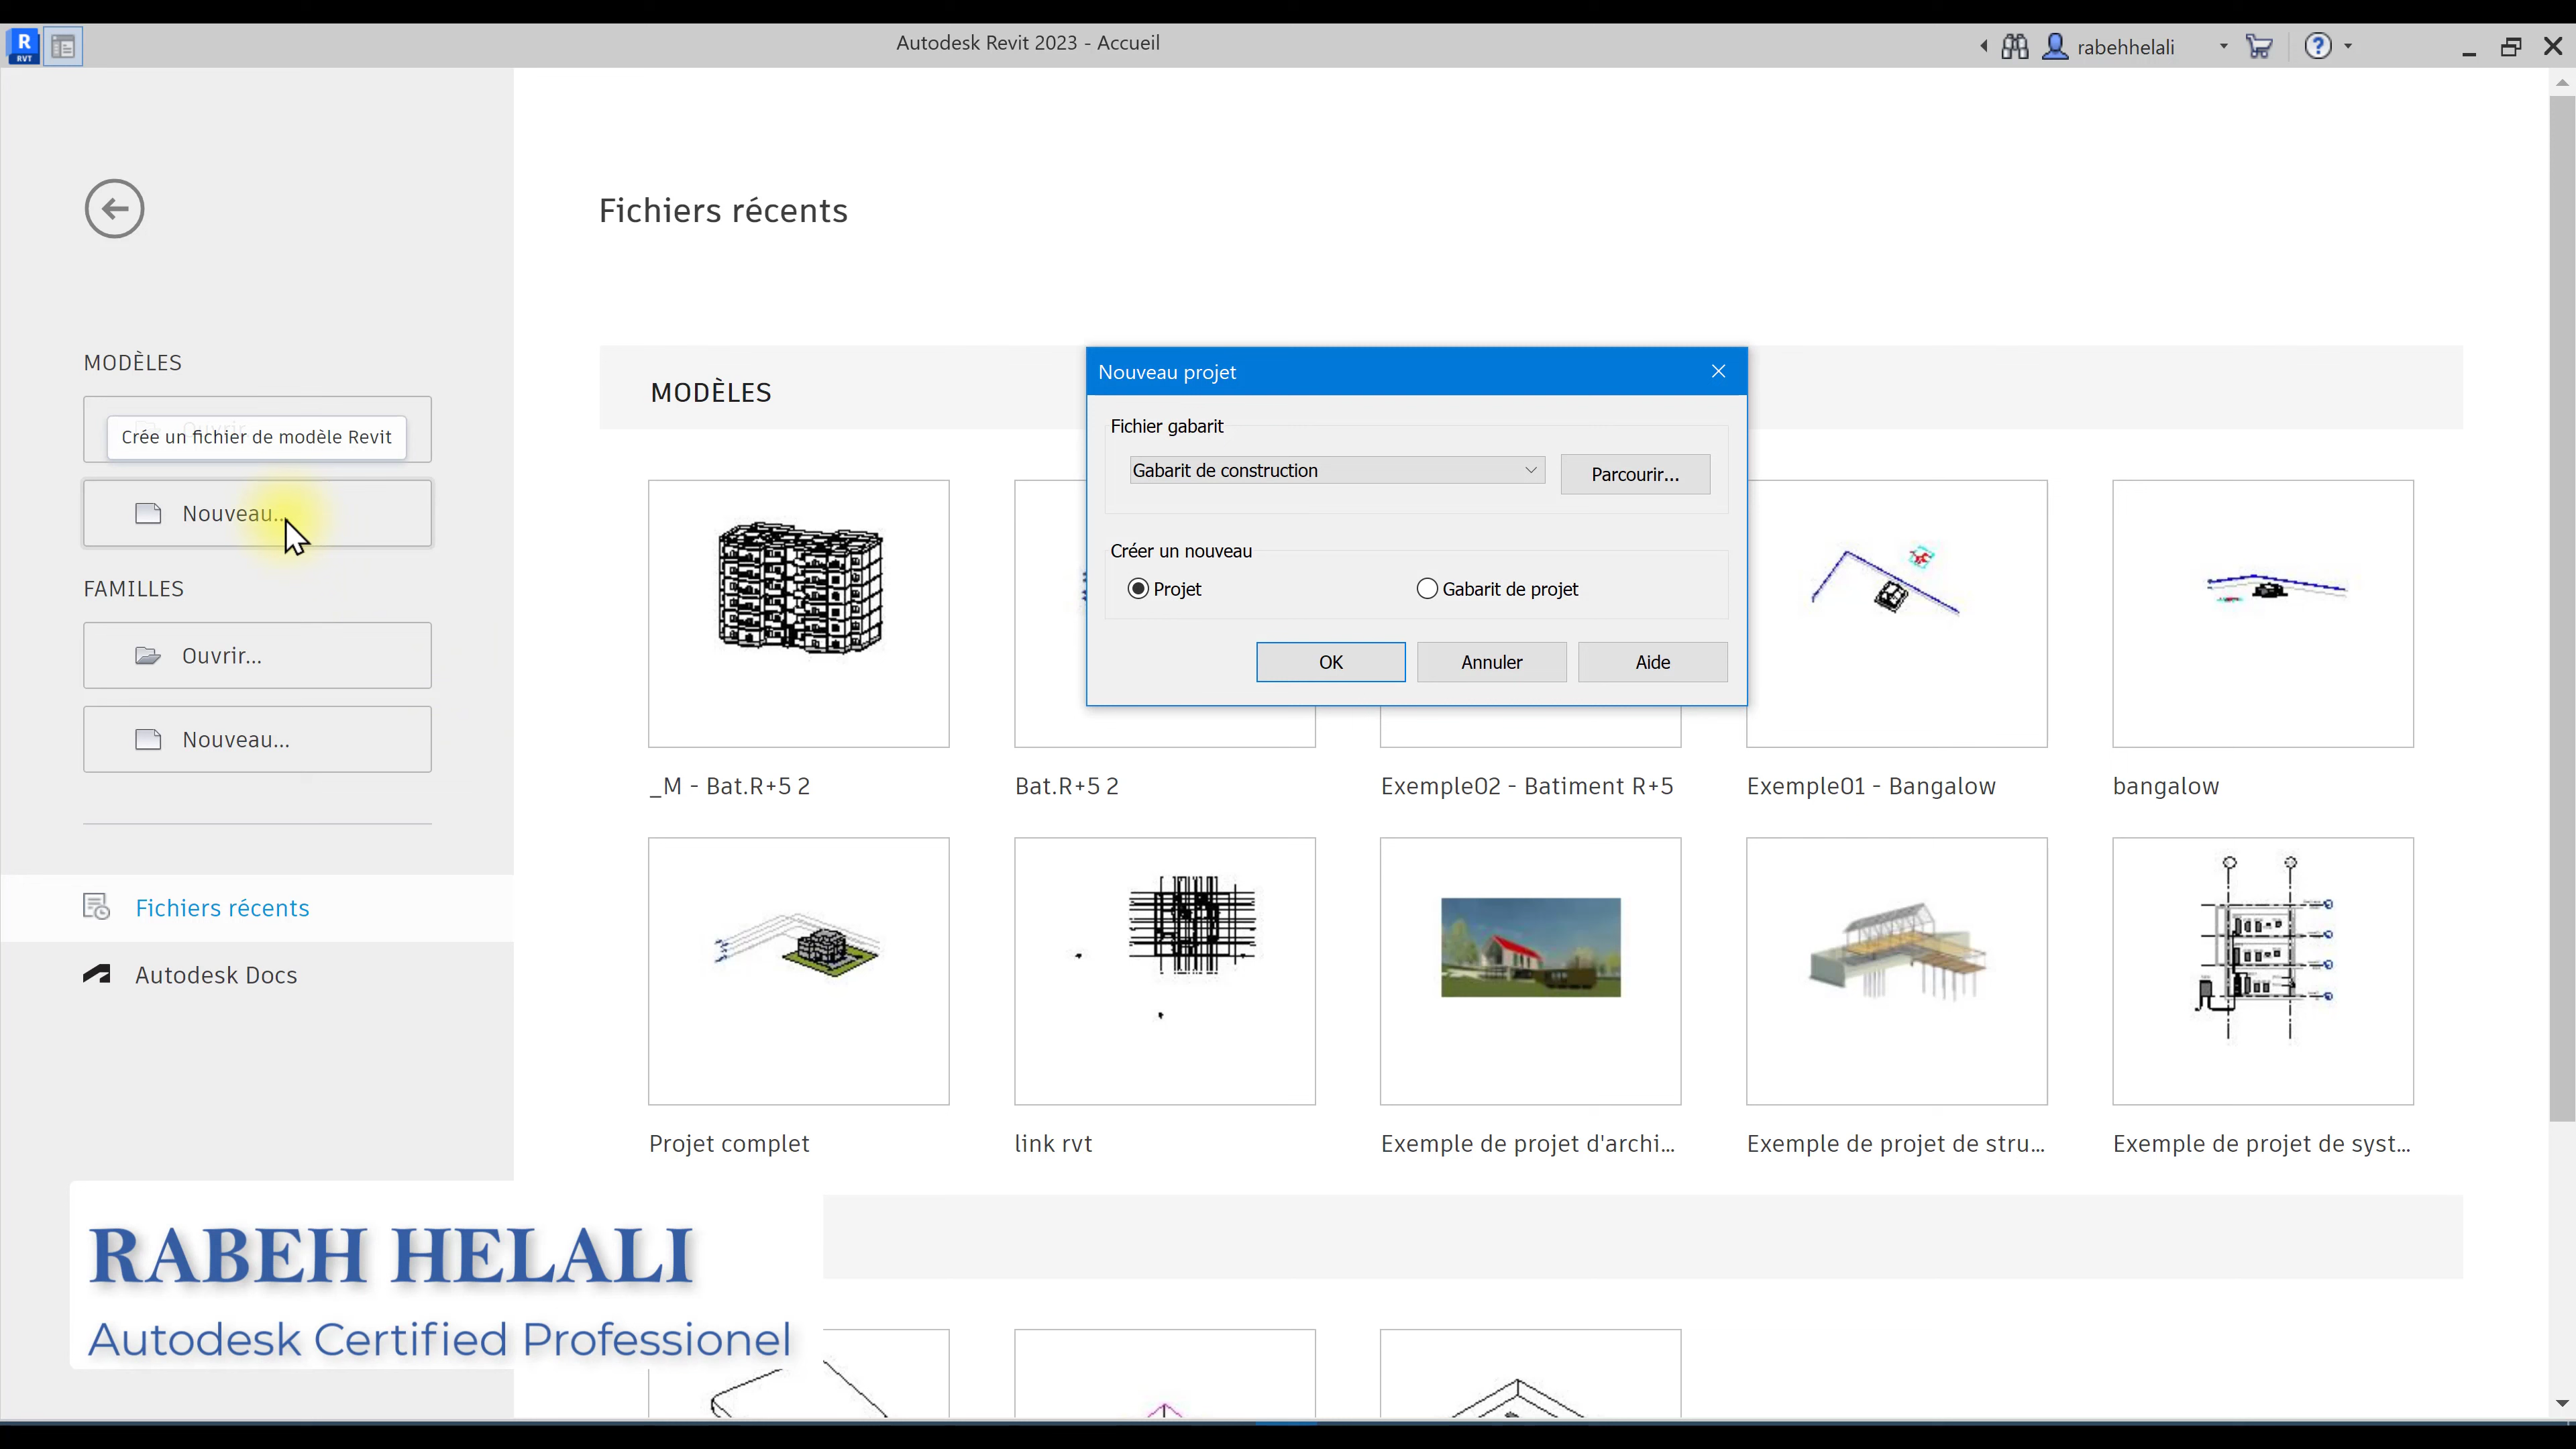 R
RVT
Autodesk Revit 2023 - Accueil
rabehhelali
?
Fichiers récents
MODÈLES
Crée un fichier de modèle Revit
Nouveau...
FAMILLES
Ouvrir...
Nouveau...
Fichiers récents
Autodesk Docs
MODÈLES
Nouveau projet
Fichier gabarit
Gabarit de construction
Parcourir...
Créer un nouveau
Projet
Gabarit de projet
OK
Annuler
Aide
_M - Bat.R+5 2
Bat.R+5 2
Exemple02 - Batiment R+5
Exemple01 - Bangalow
bangalow
Projet complet
link rvt
Exemple de projet d'archi...
Exemple de projet de stru...
Exemple de projet de syst...
RABEH HELALI
Autodesk Certified Professionel